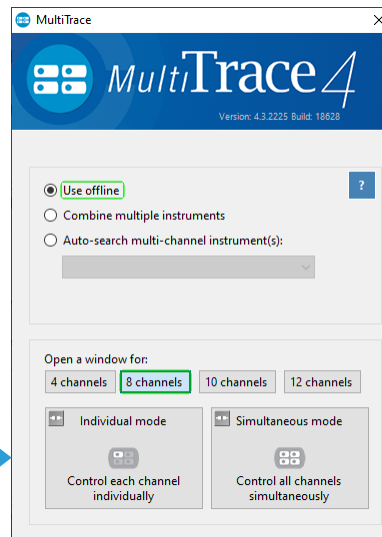 MultiTrace
MultiTrace 4
Version: 4.3.2225 Build: 18628
Use offline
?
Combine multiple instruments
Auto-search multi-channel instrument(s):
Open a window for:
4 channels 8 channels 10 channels 12 channels
Individual mode
Control each channel
individually
Simultaneous mode
Control all channels
simultaneously